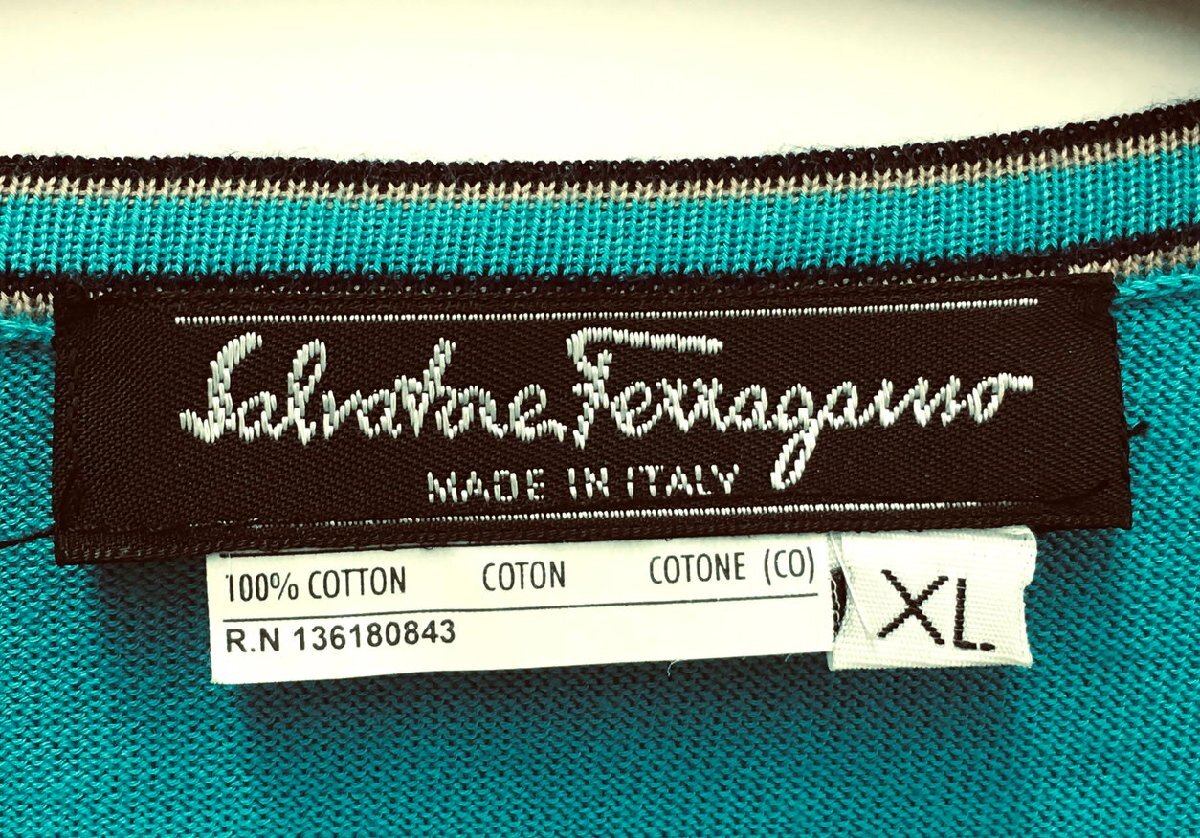 Salvatore Ferragamo
MADE IN ITALY
100% COTTON COTON COTONE (CO)
R.N 136180843
XL